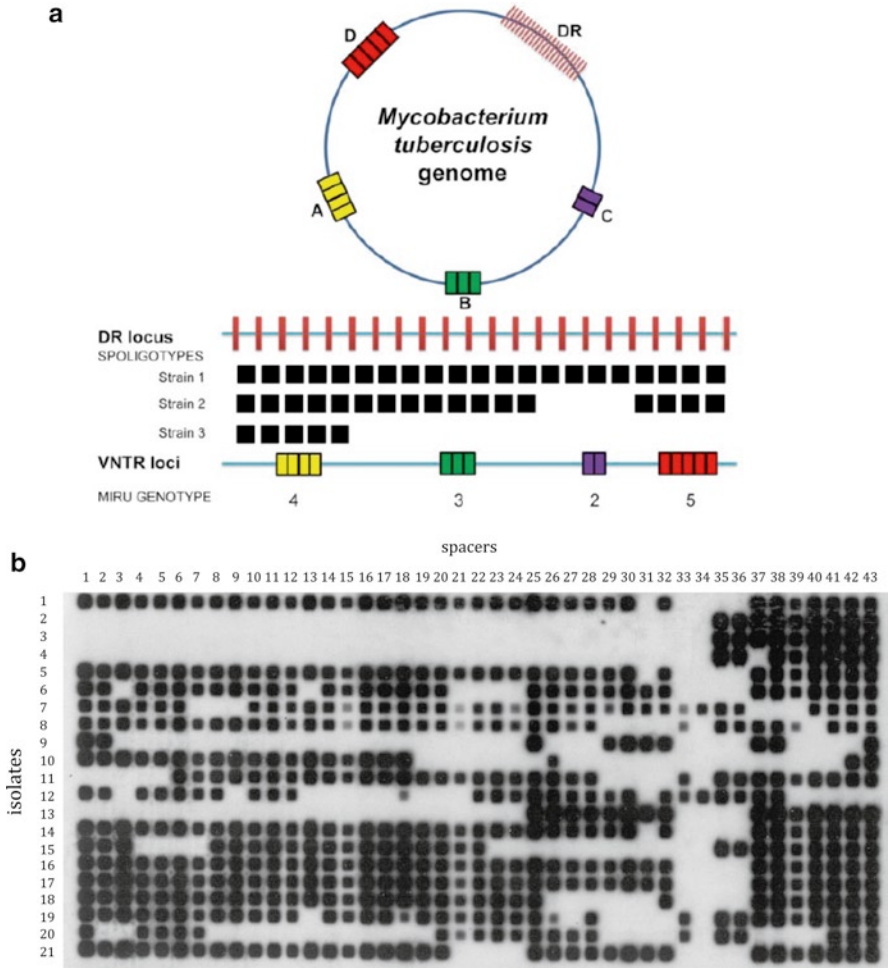 a
D
DR
Mycobacterium
tuberculosis
genome
A
C
B
DR locus
SPOLIGOTYPES
Strain 1
Strain 2
Strain 3
VNTR loci
MIRU GENOTYPE 4 3 2 5
spacers
b
1 2 3 4 5 6 7 8 9 10 11 12 13 14 15 16 17 18 19 20 21 22 23 24 25 26 27 28 29 30 31 32 33 34 35 36 37 38 39 40 41 42 43
isolates
1
2
3
4
5
6
7
8
9
10
11
12
13
14
15
16
17
18
19
20
21